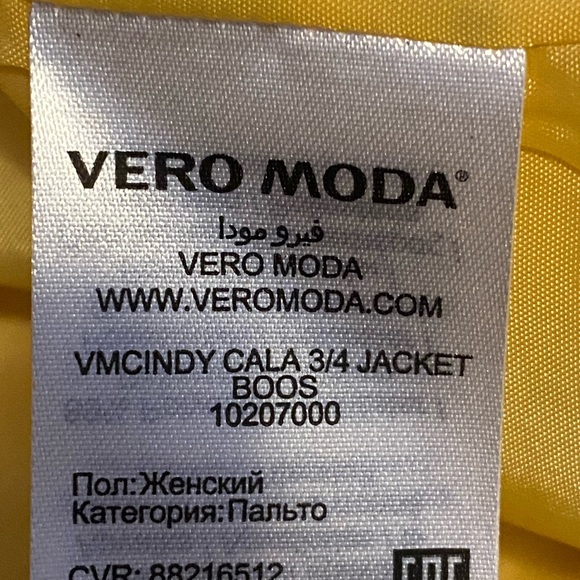 VERO MODA®
فيرو مودا
VERO MODA
WWW.VEROMODA.COM
VMCINDY CALA 3/4 JACKET
BOOS
10207000
Пол:Женский
Категория:Пальто
CVR: 88216512